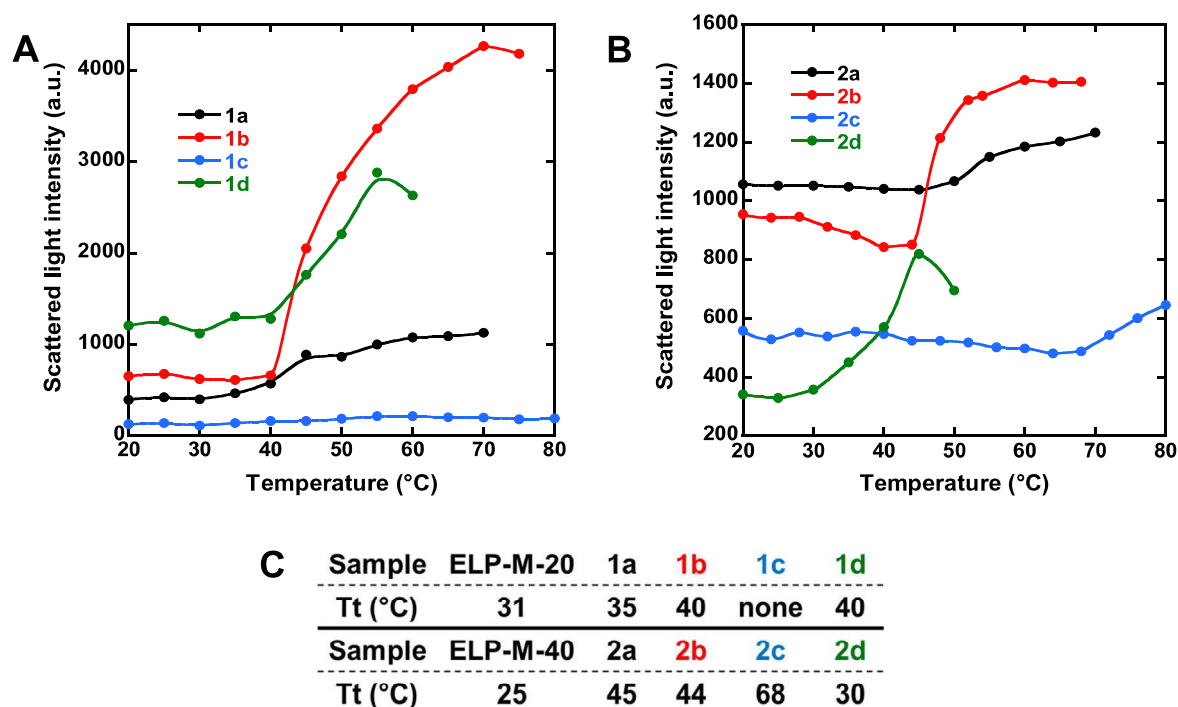 A
Scattered light intensity (a.u.)
4000
3000
2000
1000
0
1a
1b
1c
1d
20 30 40 50 60 70 80
Temperature (°C)
B
Scattered light intensity (a.u.)
1600
1400
1200
1000
800
600
400
200
2a
2b
2c
2d
20 30 40 50 60 70 80
Temperature (°C)
C
Sample ELP-M-20 1a 1b 1c 1d
Tt (°C) 31 35 40 none 40
Sample ELP-M-40 2a 2b 2c 2d
Tt (°C) 25 45 44 68 30